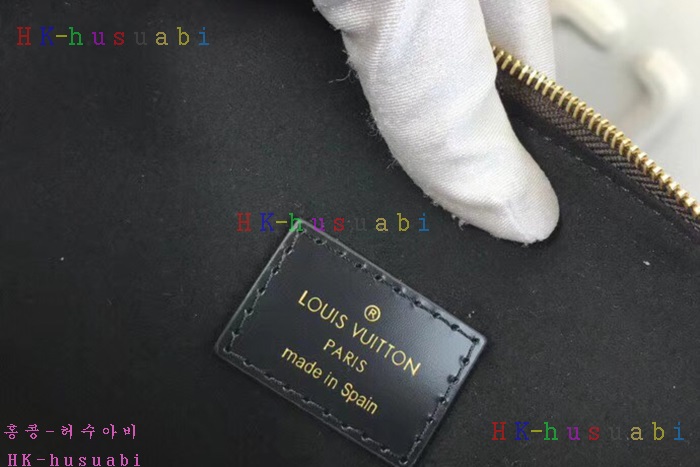 HK-husuabi
HK-husuabi
®
LOUIS VUITTON
PARIS
made in Spain
HK-husuabi
홍콩-허수아비
HK-husuabi